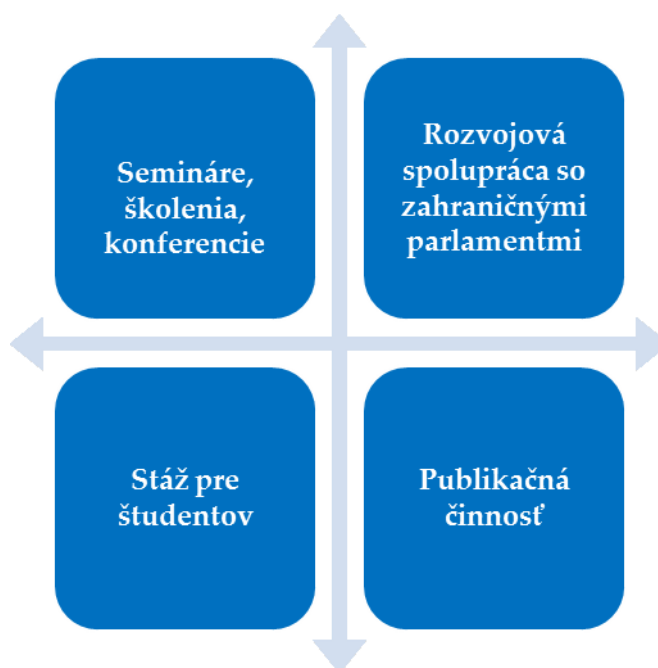 Semináre,
školenia,
konferencie
Rozvojová
spolupráca so
zahraničnými
parlamentmi
Stáž pre
študentov
Publikačná
činnosť